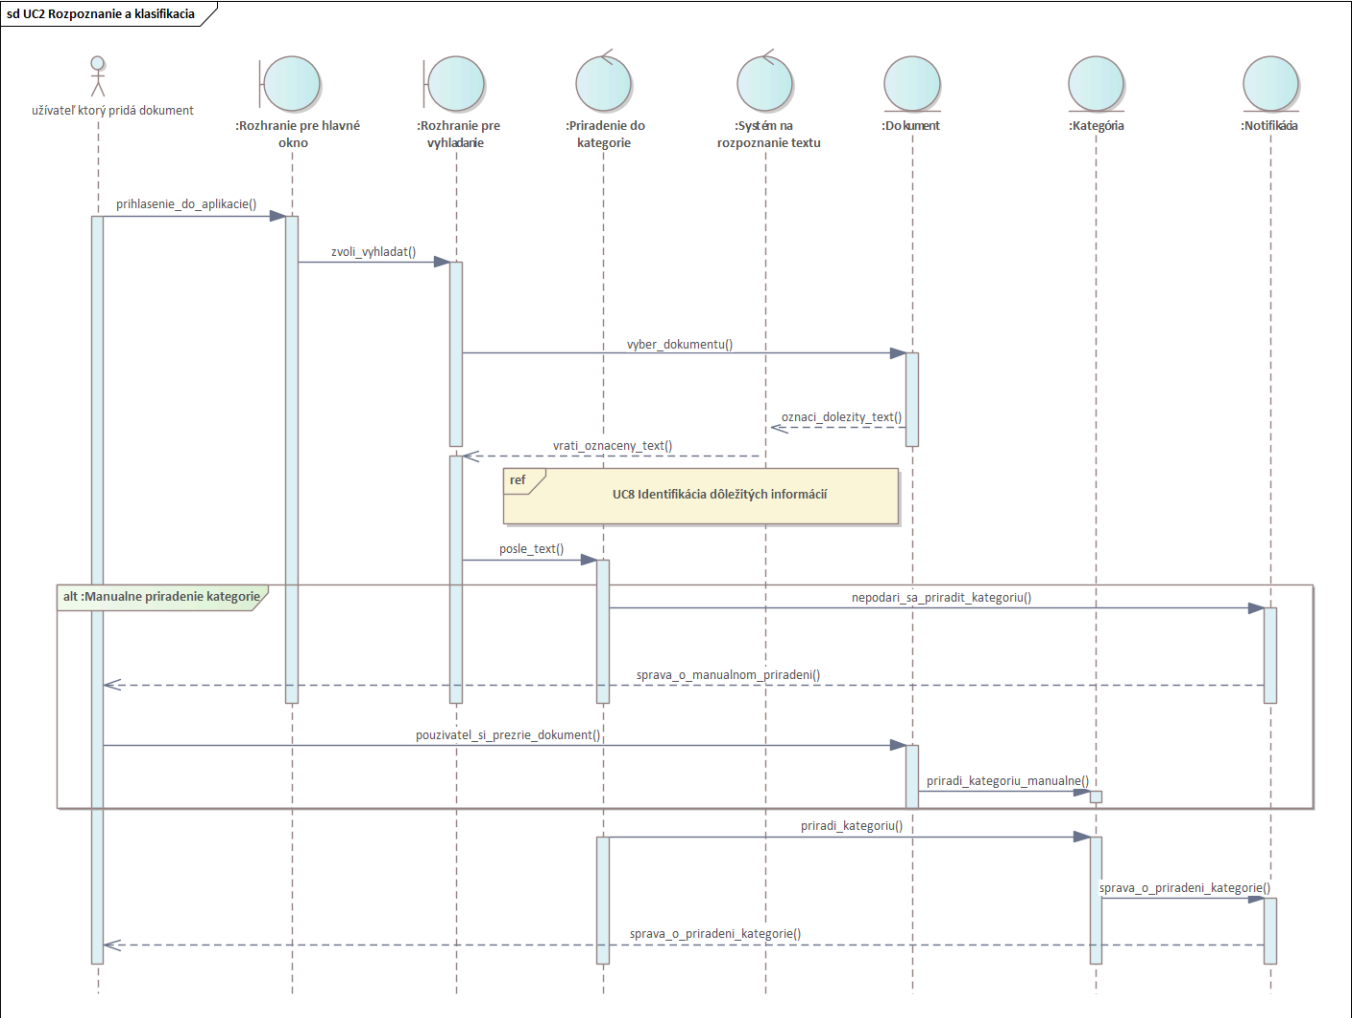 sd UC2 Rozpoznanie a klasifikacia
užívateľ ktorý pridá dokument
:Rozhranie pre hlavné
okno
:Rozhranie pre
vyhladanie
:Priradenie do
kategorie
:Systém na
rozpoznanie textu
:Dokument
:Kategória
:Notifikácia
prihlasenie_do_aplikacie()
zvoli_vyhladat()
vyber_dokumentu()
oznaci_dolezity_text()
vrati_oznaceny_text()
ref
UC8 Identifikácia dôležitých informácií
posle_text()
alt :Manualne priradenie kategorie
nepodari_sa_priradit_kategoriu()
sprava_o_manualnom_priradeni()
pouzivatel_si_prezrie_dokument()
priradi_kategoriu_manualne()
priradi_kategoriu()
sprava_o_priradeni_kategorie()
sprava_o_priradeni_kategorie()